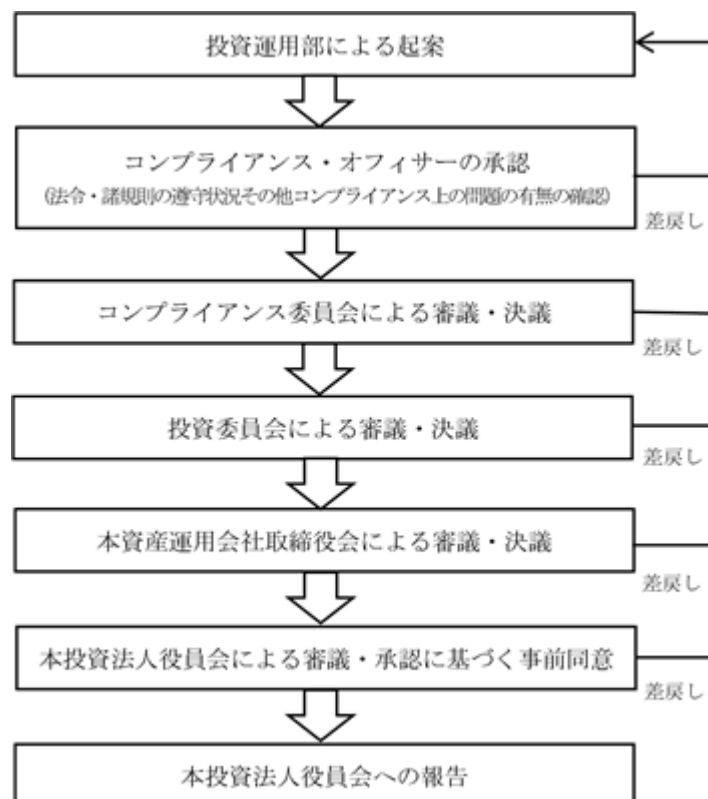 投資運用部による起案
コンプライアンス・オフィサーの承認
(法令・諸規則の遵守状況その他コンプライアンス上の問題の有無の確認)
差戻し
コンプライアンス委員会による審議・決議
差戻し
投資委員会による審議・決議
差戻し
本資産運用会社取締役会による審議・決議
差戻し
本投資法人役員会による審議・承認に基づく事前同意
差戻し
本投資法人役員会への報告